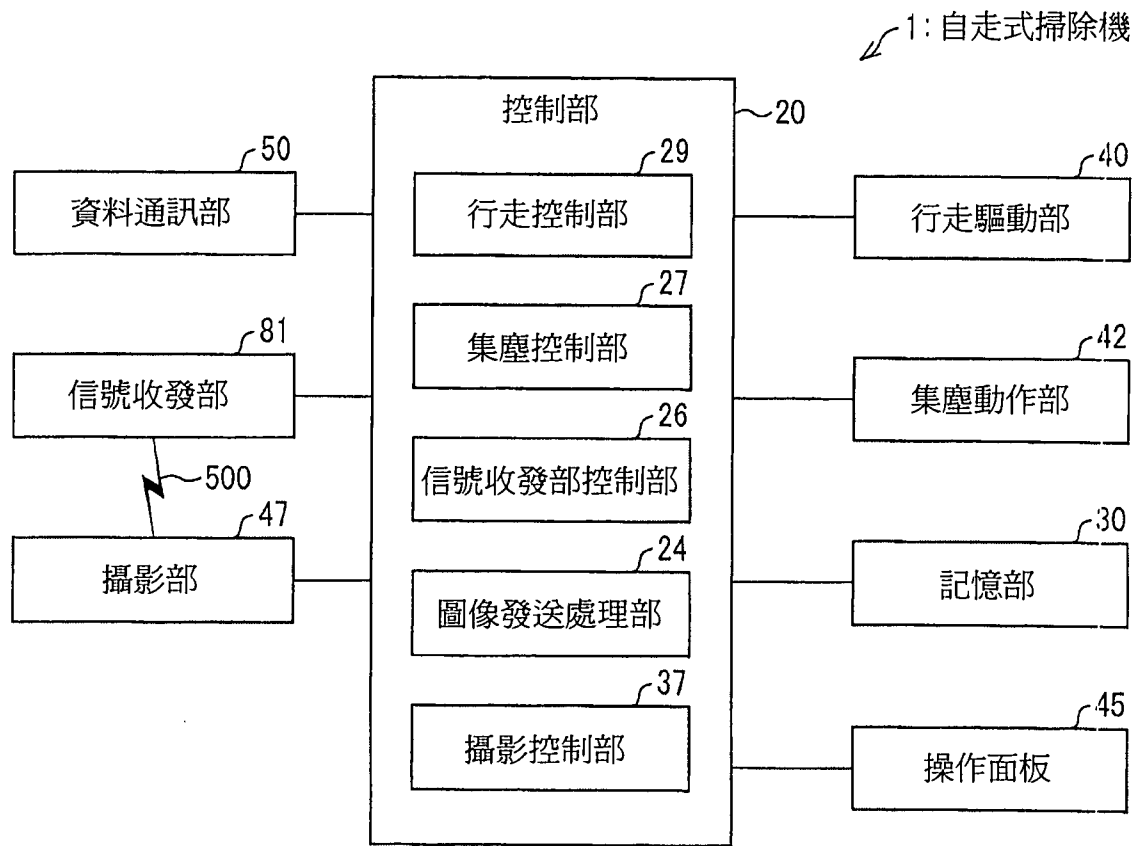 1:自走式掃除機
控制部
20
50
資料通訊部
81
信號收發部
500
47
攝影部
29
行走控制部
27
集塵控制部
26
信號收發部控制部
24
圖像發送處理部
37
攝影控制部
40
行走驅動部
42
集塵動作部
30
記憶部
45
操作面板